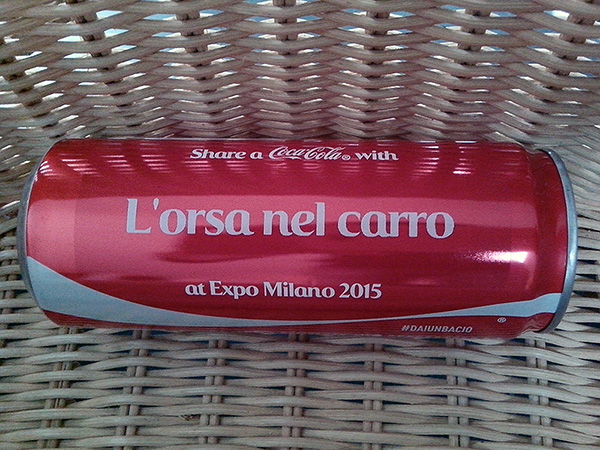 Share a Coca-Cola® with
L'orsa nel carro
at Expo Milano 2015
®
#DAIUNBACIO